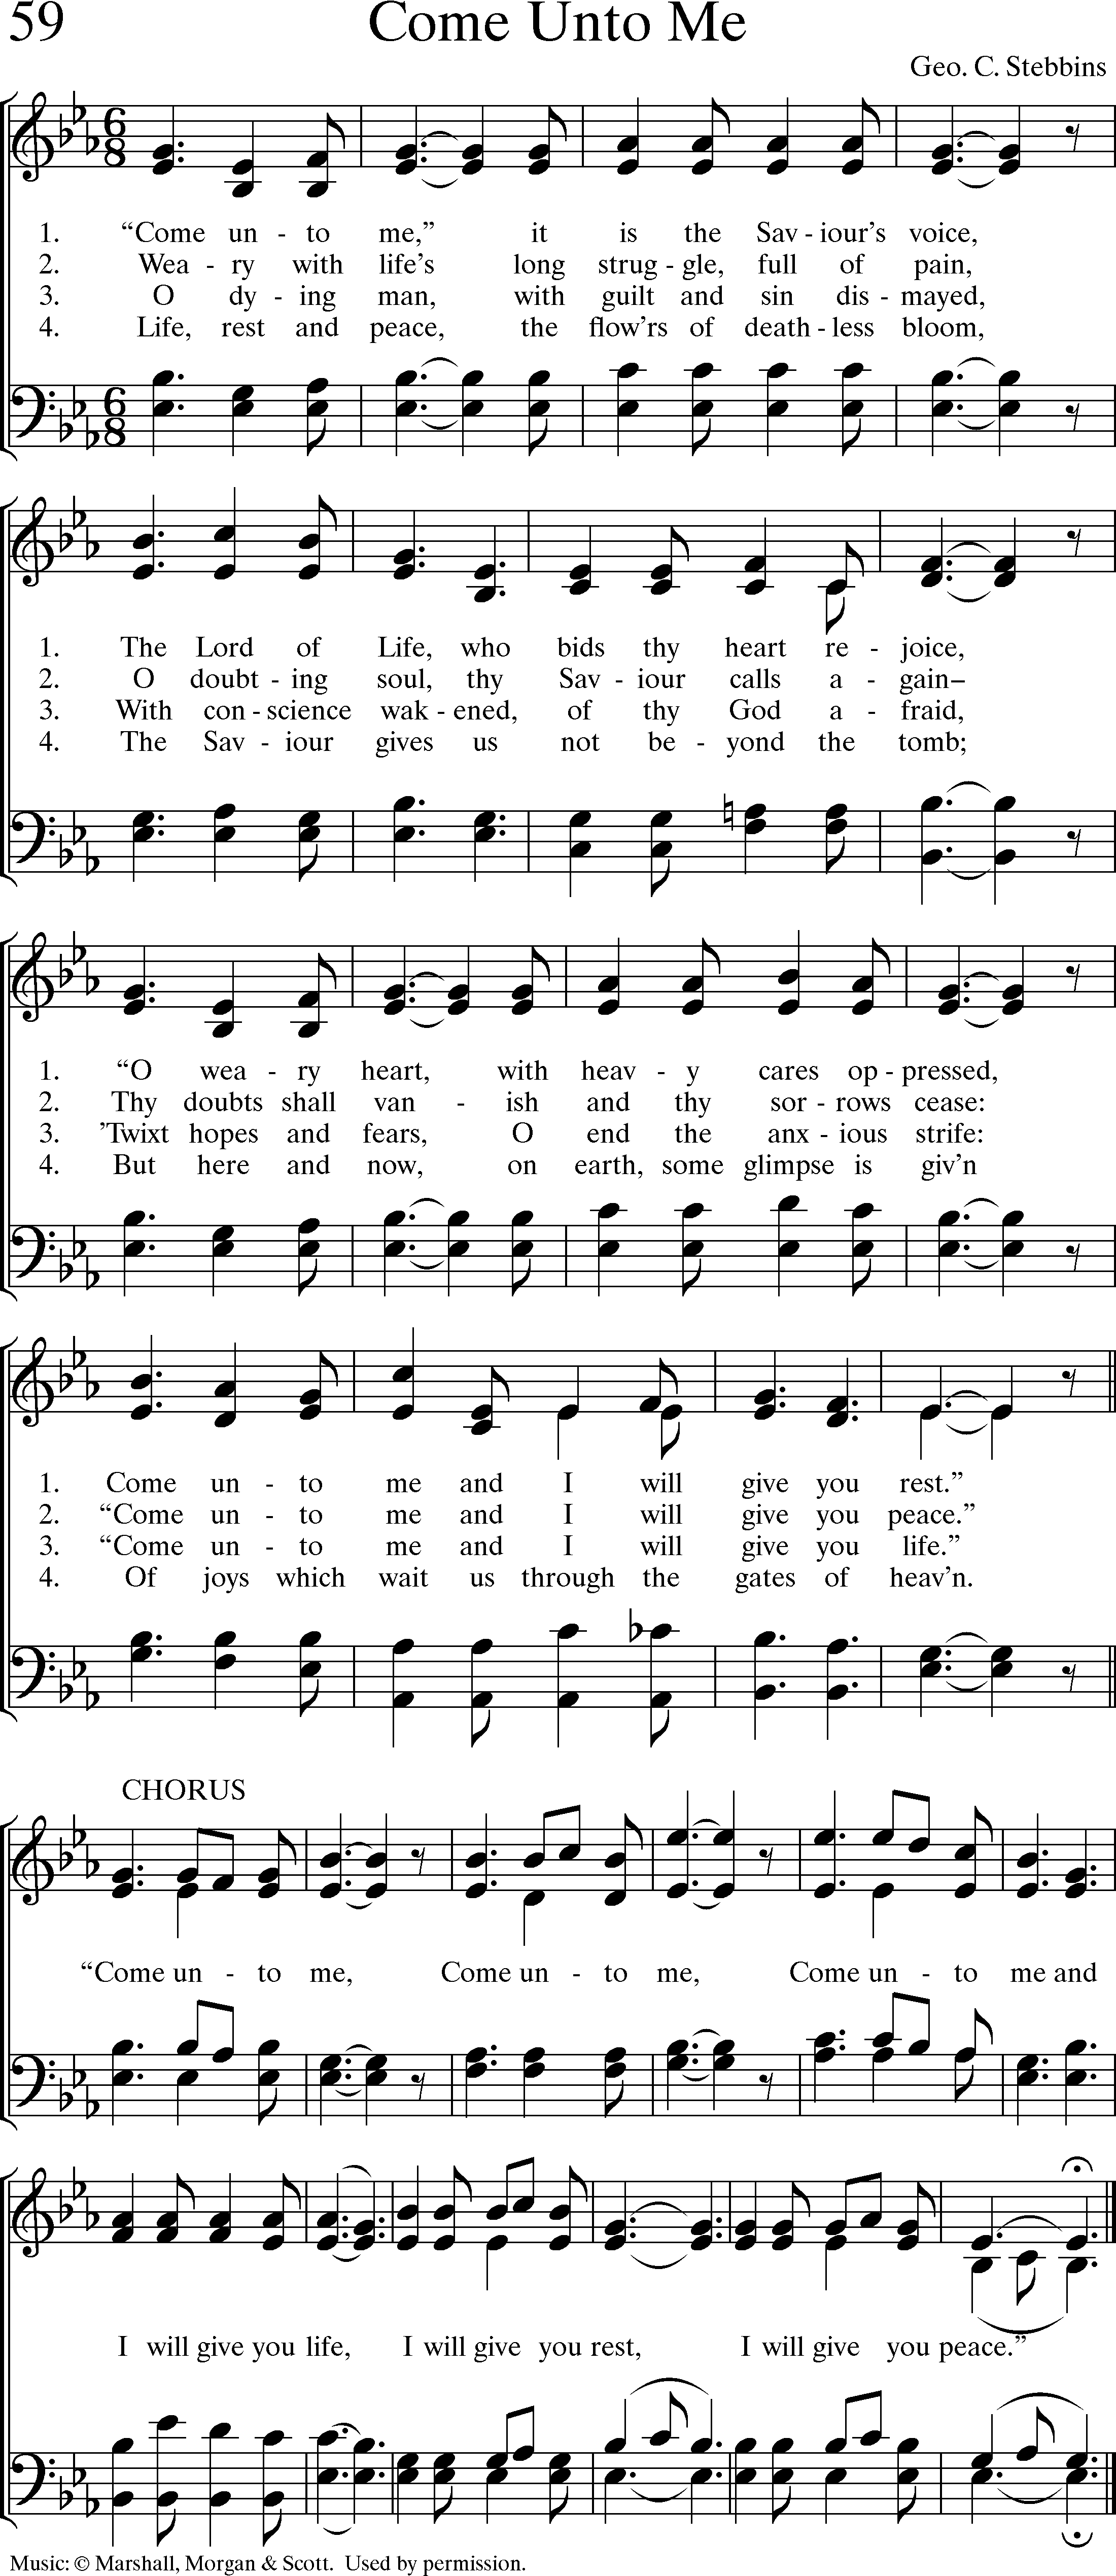 59 Come Unto Me
Geo. C. Stebbins
1. “Come un - to me,” it is the Sav - iour’s voice,
2. Wea - ry with life’s long strug - gle, full of pain,
3. O dy - ing man, with guilt and sin dis - mayed,
4. Life, rest and peace, the flow’rs of death - less bloom,
1. The Lord of Life, who bids thy heart re - joice,
2. O doubt - ing soul, thy Sav - iour calls a - gain–
3. With con - science wak - ened, of thy God a - fraid,
4. The Sav - iour gives us not be - yond the tomb;
1. “O wea - ry heart, with heav - y cares op - pressed,
2. Thy doubts shall van - ish and thy sor - rows cease:
3. ’Twixt hopes and fears, O end the anx - ious strife:
4. But here and now, on earth, some glimpse is giv’n
1. Come un - to me and I will give you rest.”
2. “Come un - to me and I will give you peace.”
3. “Come un - to me and I will give you life.”
4. Of joys which wait us through the gates of heav’n.
CHORUS
“Come un - to me, Come un - to me, Come un - to me and
I will give you life, I will give you rest, I will give you peace.”
Music: © Marshall, Morgan & Scott. Used by permission.